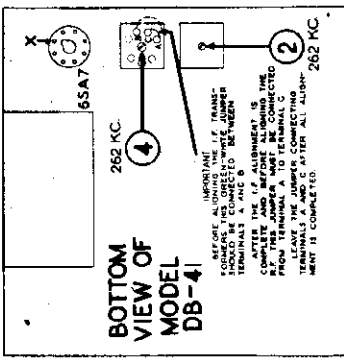 X
6SA7
262 KC.
4
2
262 KC.
BOTTOM
VIEW OF
MODEL
DB-41
IMPORTANT
BEFORE ALIGNING THE I.F. TRANS-
FORMERS THIS GREEN-WHITE JUMPER
SHOULD BE CONNECTED BETWEEN
TERMINALS A AND B
AFTER THE I.F. ALIGNMENT IS
COMPLETE AND BEFORE ALIGNING THE
R.F. THIS JUMPER MUST BE CONNECTED
FROM TERMINAL A TO TERMINAL C
LEAVE THE JUMPER CONNECTING
TERMINALS A AND C AFTER ALL ALIGN-
MENT IS COMPLETED.